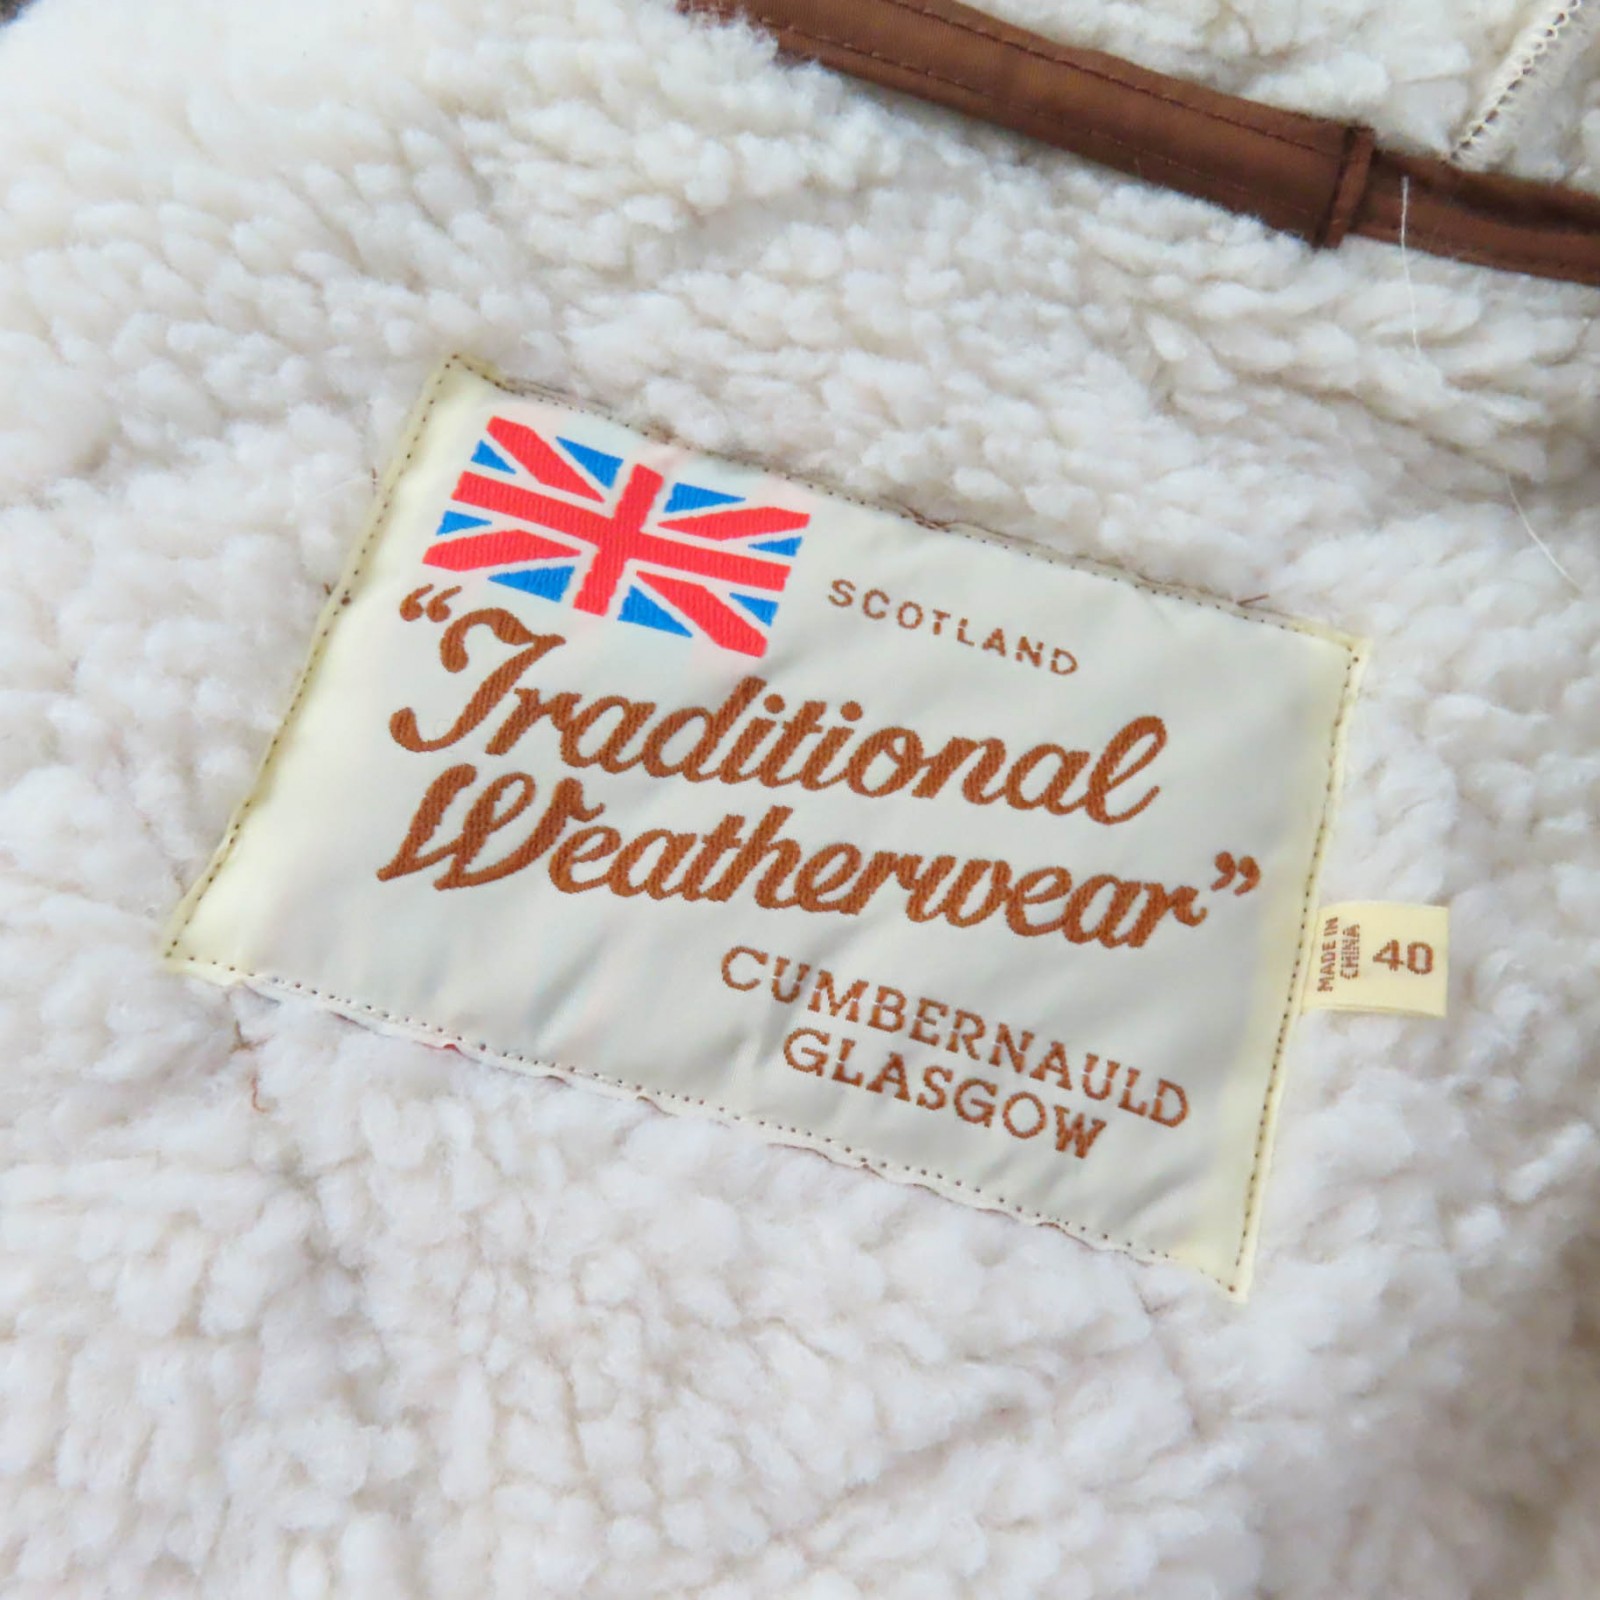 SCOTLAND
“Traditional
Weatherwear”
CUMBERNAULD
GLASGOW
MADE IN
CHINA
40